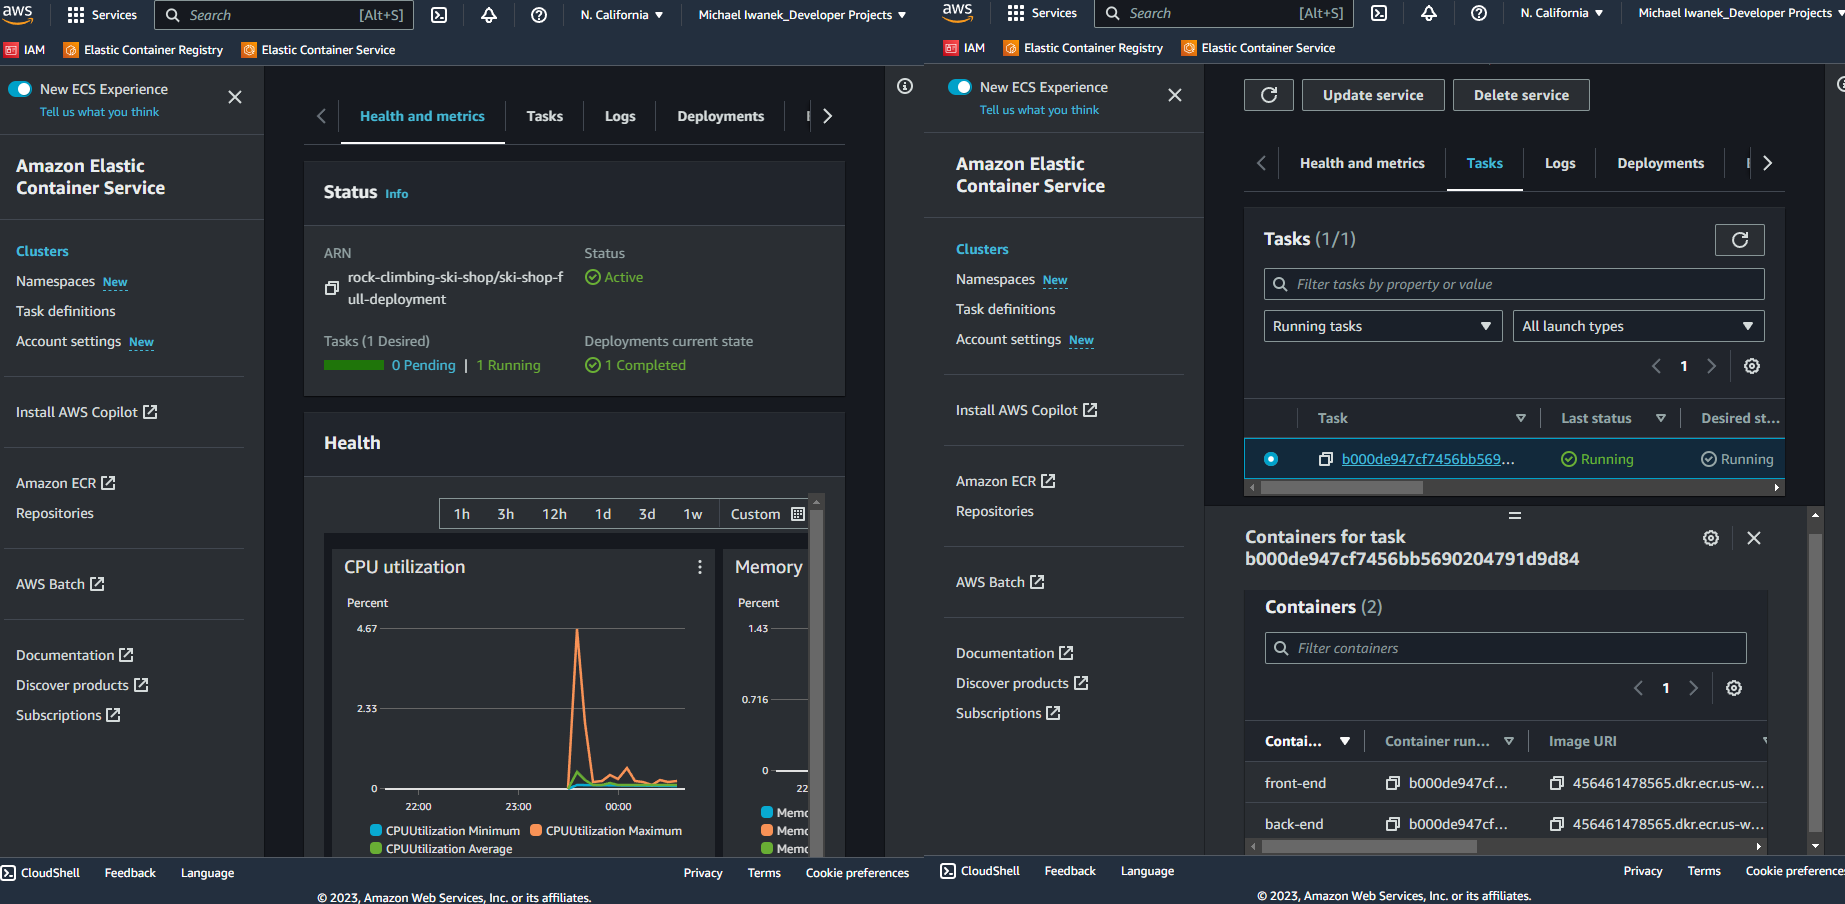 aws
Services
Search
[Alt+S]
N. California
Michael Iwanek_Developer Projects
IAM
Elastic Container Registry
Elastic Container Service
New ECS Experience
Tell us what you think
Amazon Elastic
Container Service
Clusters
Namespaces New
Task definitions
Account settings New
Install AWS Copilot
Amazon ECR
Repositories
AWS Batch
Documentation
Discover products
Subscriptions
Health and metrics
Tasks
Logs
Deployments
Status Info
ARN
rock-climbing-ski-shop/ski-shop-f
ull-deployment
Status
Active
Tasks (1 Desired)
0 Pending | 1 Running
Deployments current state
1 Completed
Health
1h 3h 12h 1d 3d 1w Custom
CPU utilization
Percent
4.67
2.33
0
22:00 23:00 00:00
CPUUtilization Minimum
CPUUtilization Maximum
CPUUtilization Average
Memory
Percent
1.43
0.716
0
22
Memo
Memo
Memo
CloudShell
Feedback
Language
Privacy
Terms
Cookie preferences
© 2023, Amazon Web Services, Inc. or its affiliates.
aws
Services
Search
[Alt+S]
N. California
Michael Iwanek_Developer Projects
IAM
Elastic Container Registry
Elastic Container Service
New ECS Experience
Tell us what you think
Amazon Elastic
Container Service
Clusters
Namespaces New
Task definitions
Account settings New
Install AWS Copilot
Amazon ECR
Repositories
AWS Batch
Documentation
Discover products
Subscriptions
Update service
Delete service
Health and metrics
Tasks
Logs
Deployments
Tasks (1/1)
Filter tasks by property or value
Running tasks
All launch types
1
Task
Last status
Desired st...
b000de947cf7456bb569...
Running
Running
Containers for task
b000de947cf7456bb5690204791d9d84
Containers (2)
Filter containers
1
Contai...
Container run...
Image URI
front-end
b000de947cf...
456461478565.dkr.ecr.us-w...
back-end
b000de947cf...
456461478565.dkr.ecr.us-w...
CloudShell
Feedback
Language
Privacy
Terms
Cookie preferences
© 2023, Amazon Web Services, Inc. or its affiliates.